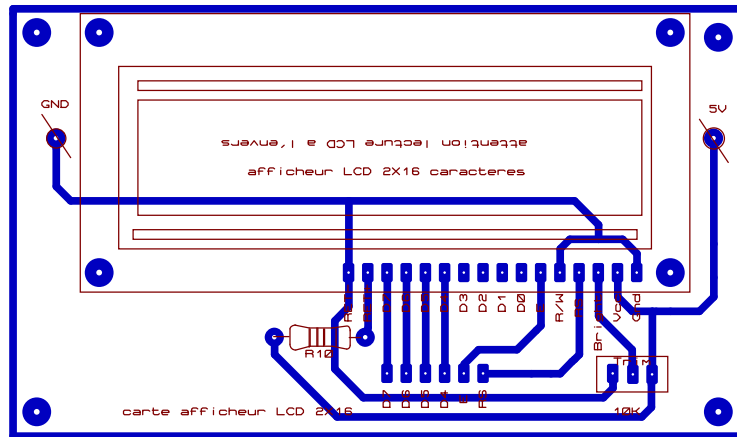 GND
5V
attention lecture LCD a l'envers
afficheur LCD 2X16 caracteres
D3
D2
D1
D0
R/W
Bright
Vcc
Gnd
R10
Trim
D7
D6
D5
D4
E
RS
10K
carte afficheur LCD 2X16